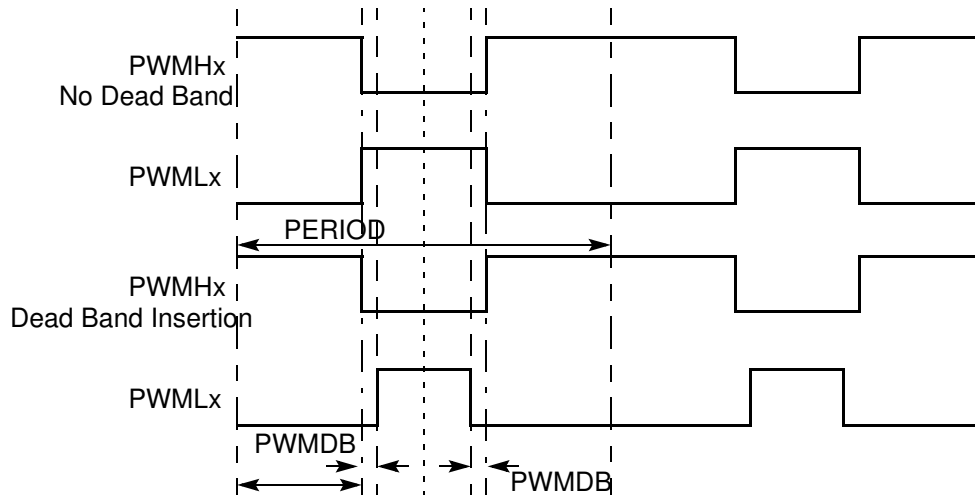 PWMHx
No Dead Band
PWMLx
PERIOD
PWMHx
Dead Band Insertion
PWMLx
PWMDB
PWMDB